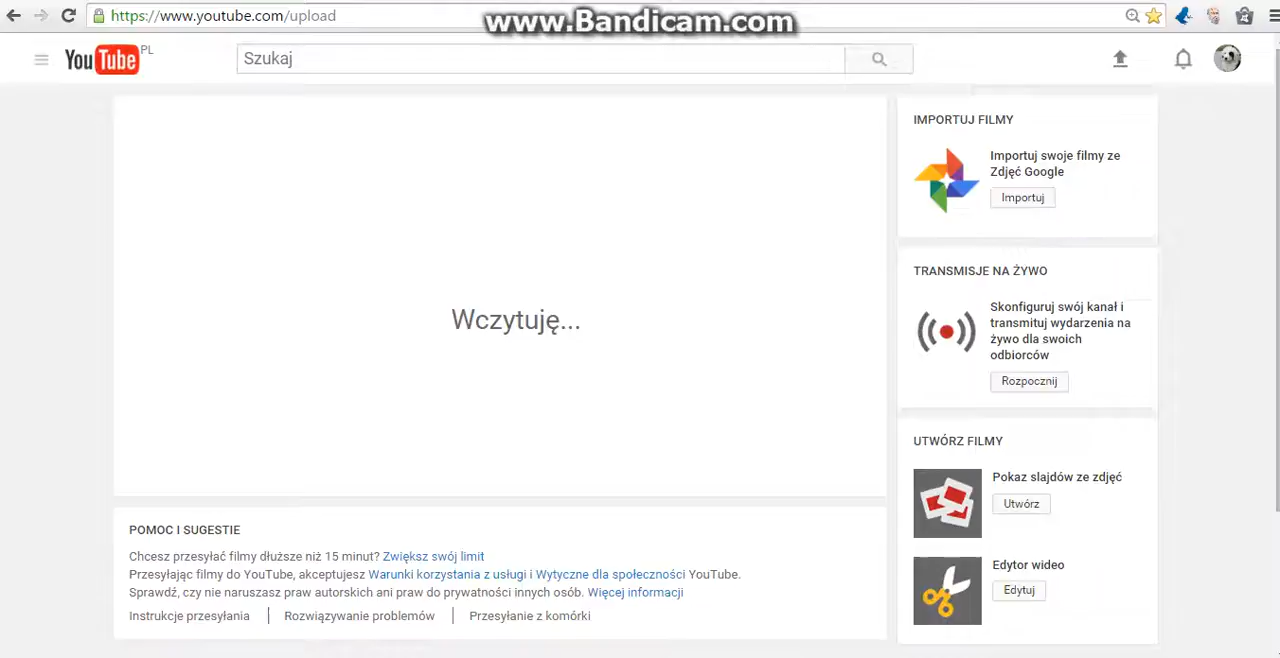 https://www.youtube.com/upload
www.Bandicam.com
YouTube PL
Szukaj
Wczytuję...
IMPORTUJ FILMY
Importuj swoje filmy ze
Zdjęć Google
Importuj
TRANSMISJE NA ŻYWO
Skonfiguruj swój kanał i
transmituj wydarzenia na
żywo dla swoich
odbiorców
Rozpocznij
UTWÓRZ FILMY
Pokaz slajdów ze zdjęć
Utwórz
Edytor wideo
Edytuj
POMOC I SUGESTIE
Chcesz przesyłać filmy dłuższe niż 15 minut? Zwiększ swój limit
Przesyłając filmy do YouTube, akceptujesz Warunki korzystania z usługi i Wytyczne dla społeczności YouTube.
Sprawdź, czy nie naruszasz praw autorskich ani praw do prywatności innych osób. Więcej informacji
Instrukcje przesyłania | Rozwiązywanie problemów | Przesyłanie z komórki